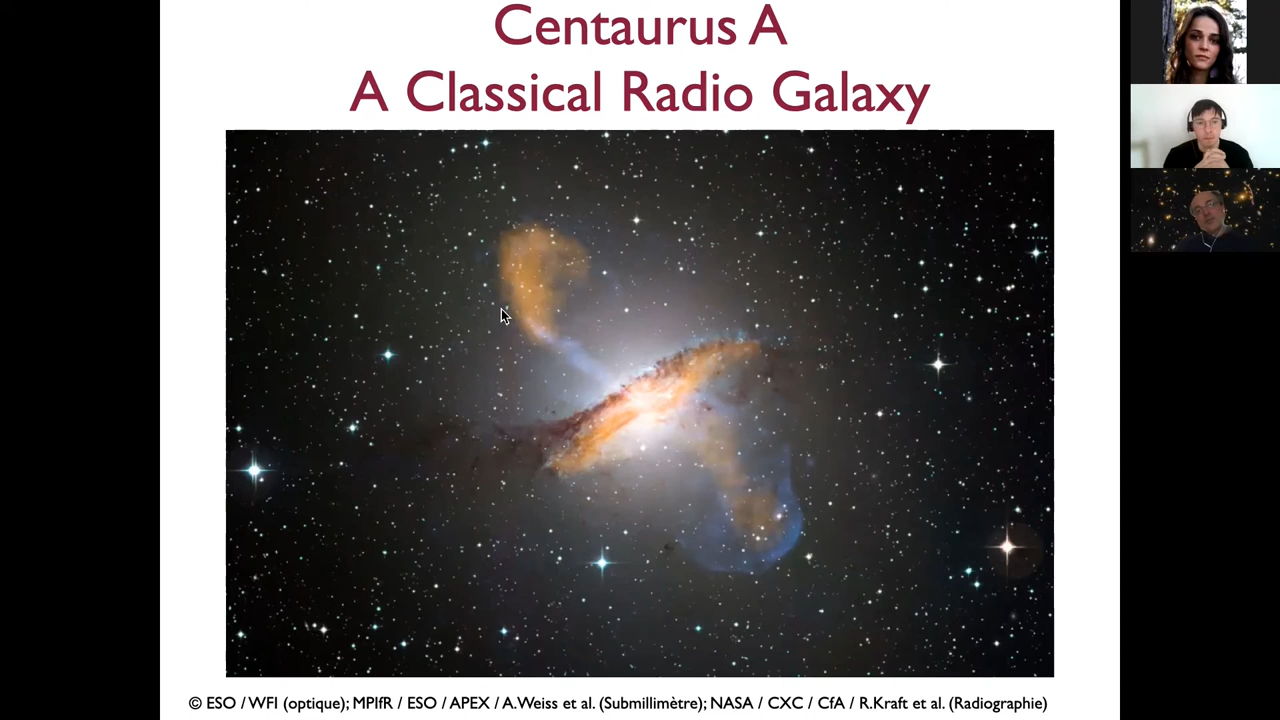 Centaurus A
A Classical Radio Galaxy
© ESO / WFI (optique); MPIfR / ESO / APEX / A.Weiss et al. (Submillimètre); NASA / CXC / CfA / R.Kraft et al. (Radiographie)